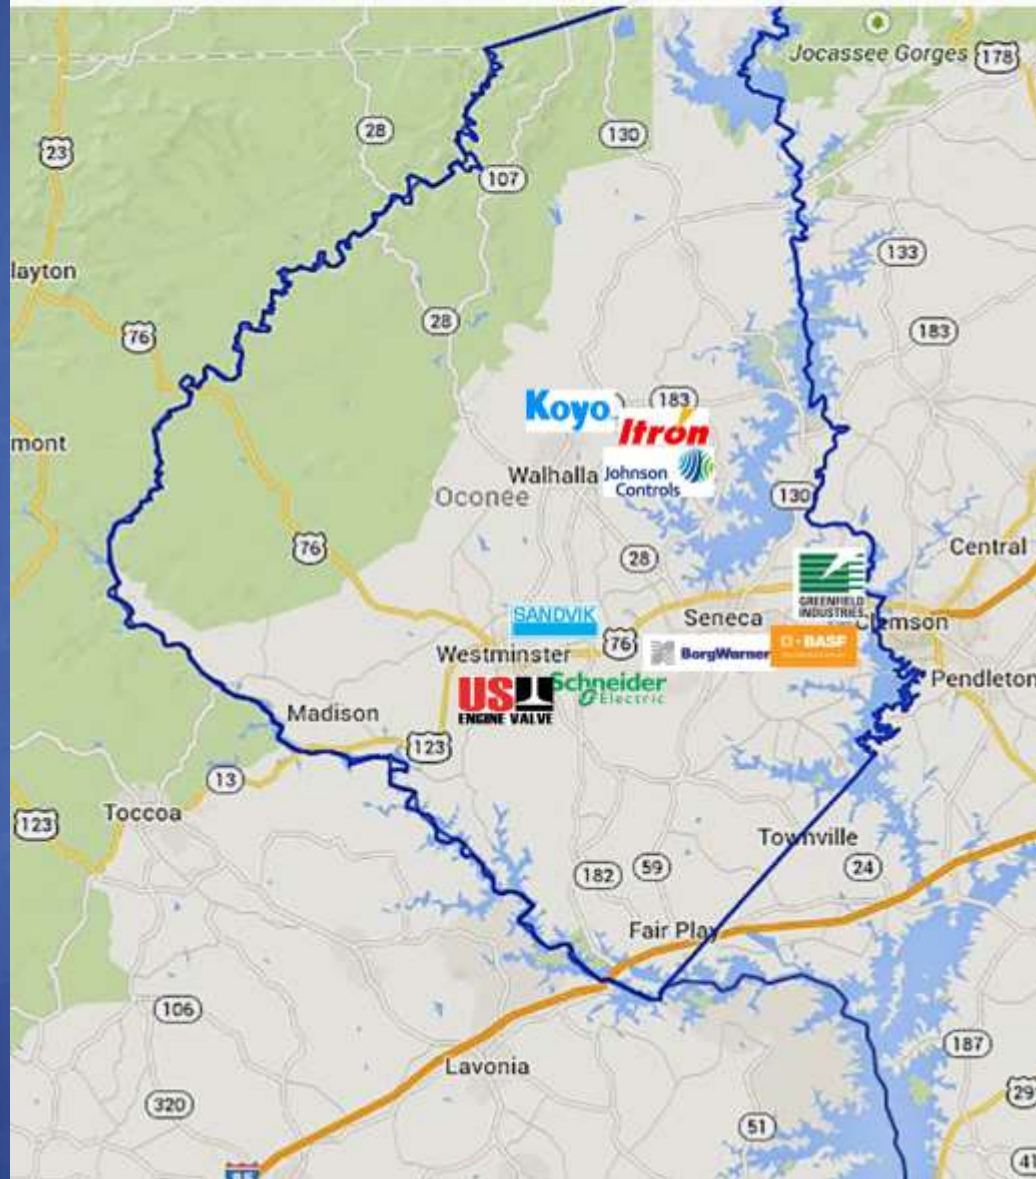 Jocassee Gorges
178
28
130
23
107
133
layton
28
183
76
mont
Koyo
183
Itron
Walhalla
Johnson
Controls
Oconee
130
76
28
Central
GREENFIELD
INDUSTRIES
SANDVIK
Seneca
Clemson
76
BorgWarner
BASF
Westminster
Schneider
Electric
Pendleton
US
ENGINE VALVE
Madison
123
13
Toccoa
123
Townville
182
59
24
Fair Play
106
187
Lavonia
320
29
51
41